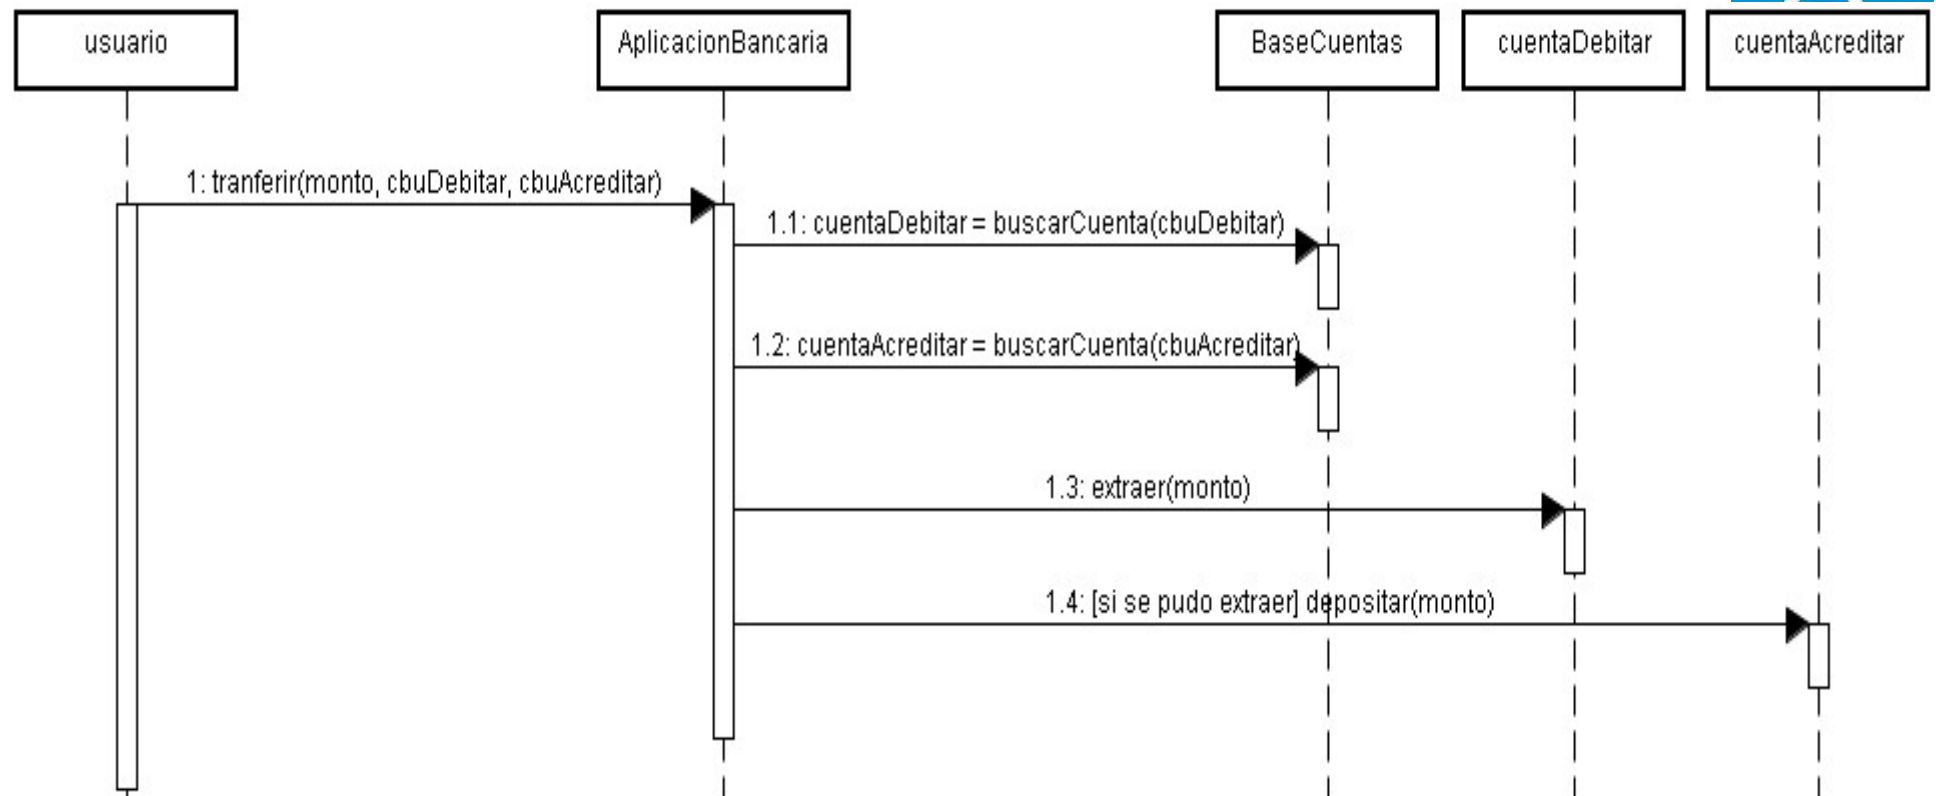 usuario
AplicacionBancaria
BaseCuentas
cuentaDebitar
cuentaAcreditar
1: tranferir(monto, cbuDebitar, cbuAcreditar)
1.1: cuentaDebitar = buscarCuenta(cbuDebitar)
1.2: cuentaAcreditar = buscarCuenta(cbuAcreditar)
1.3: extraer(monto)
1.4: [si se pudo extraer] depositar(monto)